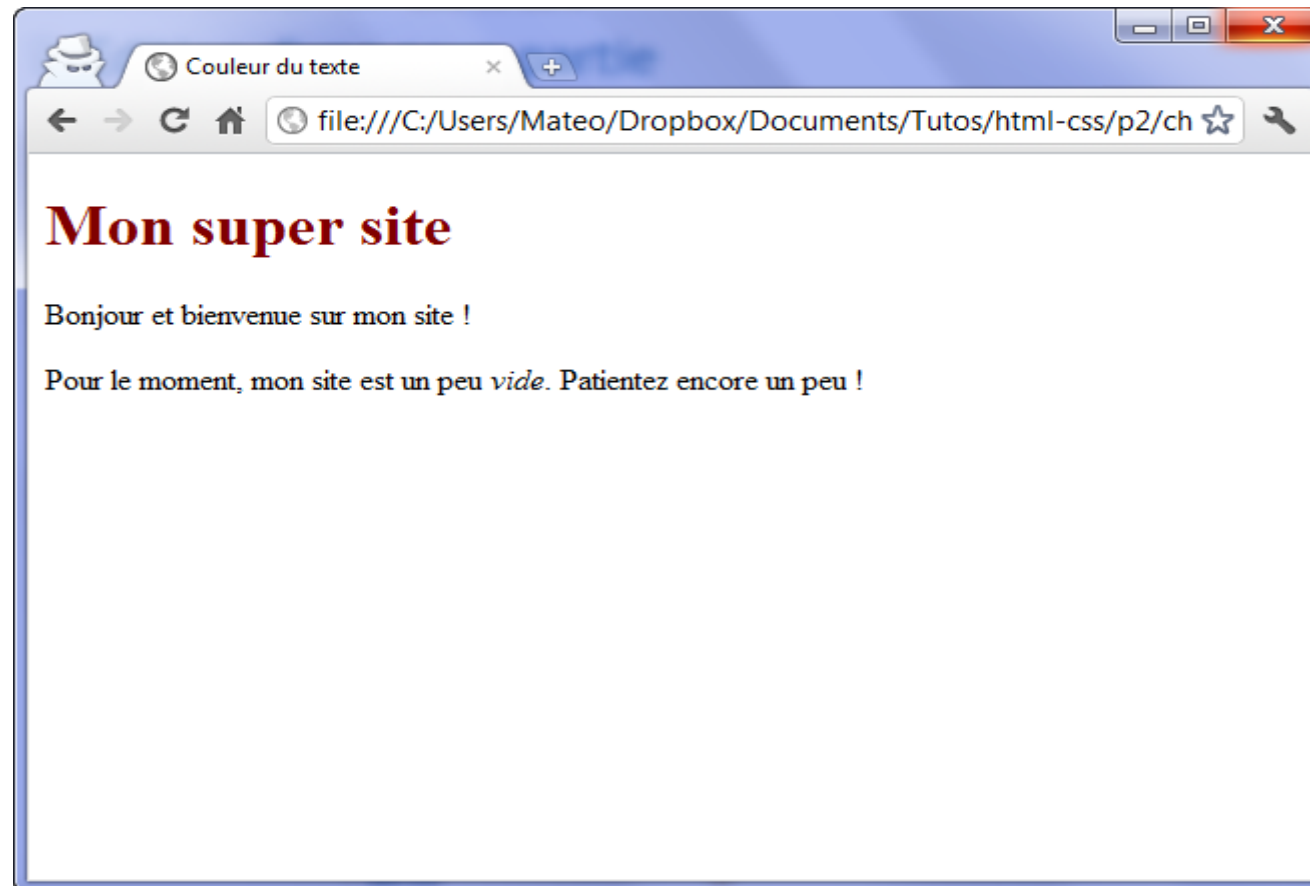 rtie
Couleur du texte
file:///C:/Users/Mateo/Dropbox/Documents/Tutos/html-css/p2/ch
Mon super site
Bonjour et bienvenue sur mon site !
Pour le moment, mon site est un peu vide. Patientez encore un peu !